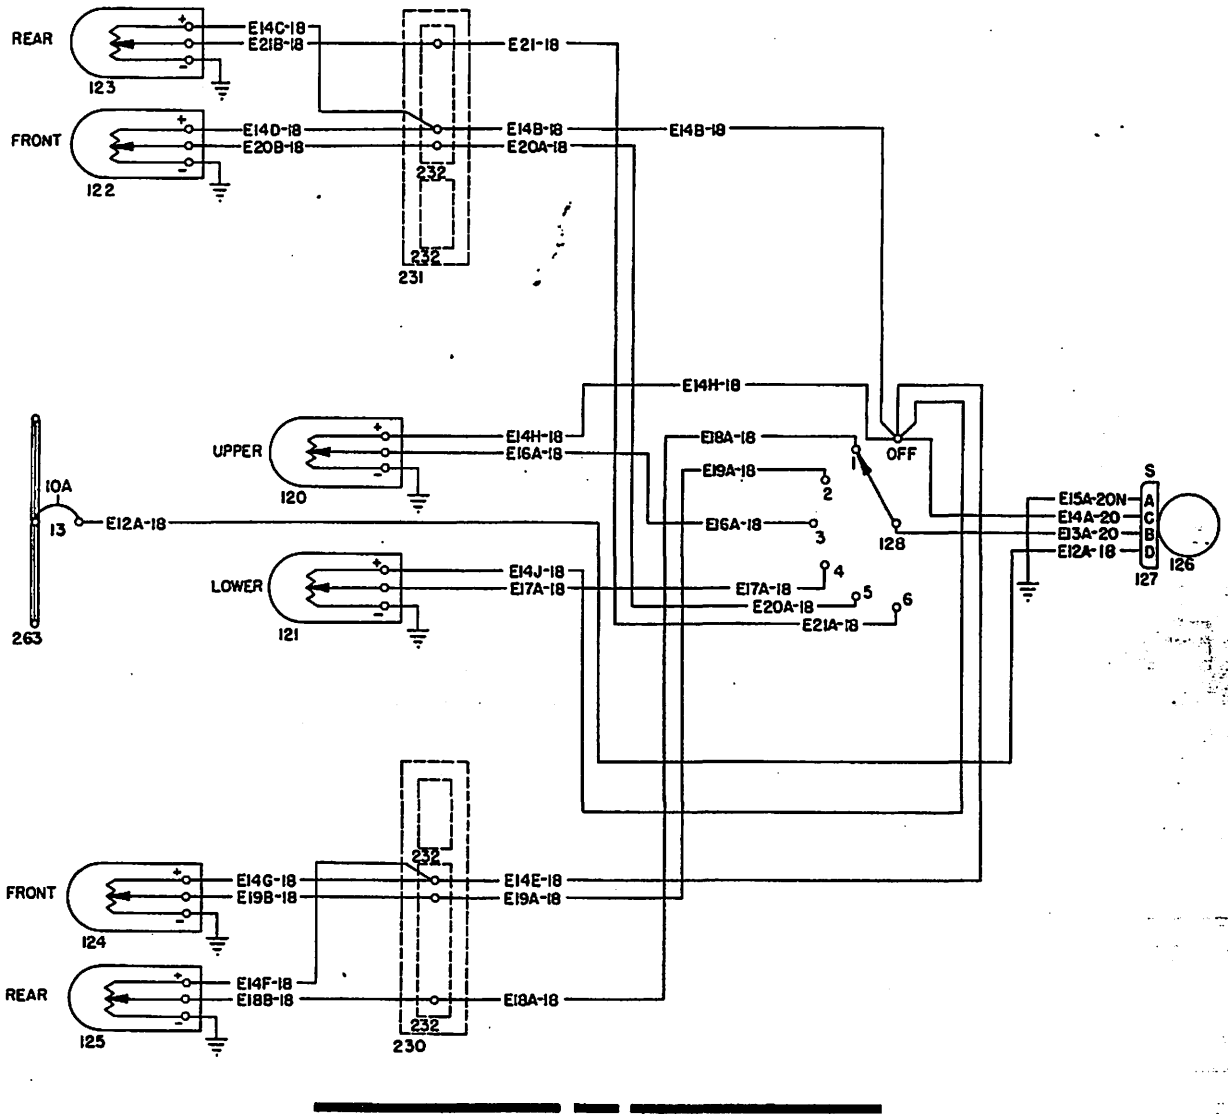 +
E14C-18
REAR
E21B-18
E21-18
-
123
+
E14D-18
E14B-18
E14B-18
FRONT
E20B-18
E20A-18
-
232
122
232
231
E14H-18
+
E14H-18
E18A-18
UPPER
E16A-18
1
OFF
-
E19A-18
S
10A
120
2
E15A-20N
A
13
E12A-18
E16A-18
E14A-20
C
3
128
E13A-20
B
E12A-18
D
+
E14J-18
4
127
126
LOWER
E17A-18
E17A-18
-
E20A-18
5
6
263
121
E21A-18
232
+
E14G-18
E14E-18
FRONT
E19B-18
E19A-18
-
124
+
E14F-18
REAR
E18B-18
E18A-18
-
232
125
230